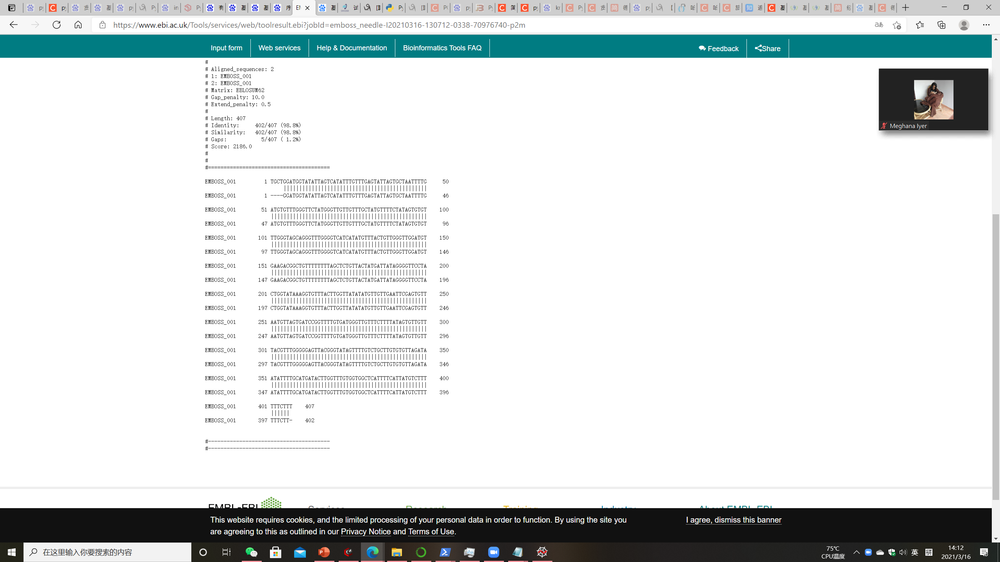 https://www.ebi.ac.uk/Tools/services/web/toolresult.ebi?jobId=emboss_needle-I20210316-130712-0338-70976740-p2m
Input form
Web services
Help & Documentation
Bioinformatics Tools FAQ
Feedback
Share
#
# Aligned_sequences: 2
# 1: EMBOSS_001
# 2: EMBOSS_001
# Matrix: EBLOSUM62
# Gap_penalty: 10.0
# Extend_penalty: 0.5
#
# Length: 407
# Identity: 402/407 (98.8%)
# Similarity: 402/407 (98.8%)
# Gaps: 5/407 ( 1.2%)
# Score: 2186.0
#
#
#=======================================
EMBOSS_001 1 TGCTGGATGGTATATTAGTCATATTTGTTTGAGTATTAGTGCTAATTTTG 50
||||||||||||||||||||||||||||||||||||||||||||||
EMBOSS_001 1 ----GGATGGTATATTAGTCATATTTGTTTGAGTATTAGTGCTAATTTTG 46
EMBOSS_001 51 ATGTGTTTGGGTTCTATGGGTTGTTGTTTGCTATGTTTTCTATAGTGTGT 100
||||||||||||||||||||||||||||||||||||||||||||||||||
EMBOSS_001 47 ATGTGTTTGGGTTCTATGGGTTGTTGTTTGCTATGTTTTCTATAGTGTGT 96
EMBOSS_001 101 TTGGGTAGCAGGGTTTGGGGTCATCATATGTTTACTGTTGGGTTGGATGT 150
||||||||||||||||||||||||||||||||||||||||||||||||||
EMBOSS_001 97 TTGGGTAGCAGGGTTTGGGGTCATCATATGTTTACTGTTGGGTTGGATGT 146
EMBOSS_001 151 GAAGACGGCTGTTTTTTTTAGCTCTGTTACTATGATTATAGGGGTTCCTA 200
||||||||||||||||||||||||||||||||||||||||||||||||||
EMBOSS_001 147 GAAGACGGCTGTTTTTTTTAGCTCTGTTACTATGATTATAGGGGTTCCTA 196
EMBOSS_001 201 CTGGTATAAAGGTGTTTACTTGGTTATATATGTTGTTGAATTCGAGTGTT 250
||||||||||||||||||||||||||||||||||||||||||||||||||
EMBOSS_001 197 CTGGTATAAAGGTGTTTACTTGGTTATATATGTTGTTGAATTCGAGTGTT 246
EMBOSS_001 251 AATGTTAGTGATCCGGTTTTGTGATGGGTTGTTTCTTTTATAGTGTTGTT 300
||||||||||||||||||||||||||||||||||||||||||||||||||
EMBOSS_001 247 AATGTTAGTGATCCGGTTTTGTGATGGGTTGTTTCTTTTATAGTGTTGTT 296
EMBOSS_001 301 TACGTTTGGGGGAGTTACGGGTATAGTTTTGTCTGCTTGTGTGTTAGATA 350
||||||||||||||||||||||||||||||||||||||||||||||||||
EMBOSS_001 297 TACGTTTGGGGGAGTTACGGGTATAGTTTTGTCTGCTTGTGTGTTAGATA 346
EMBOSS_001 351 ATATTTTGCATGATACTTGGTTTGTGGTGGCTCATTTTCATTATGTCTTT 400
||||||||||||||||||||||||||||||||||||||||||||||||||
EMBOSS_001 347 ATATTTTGCATGATACTTGGTTTGTGGTGGCTCATTTTCATTATGTCTTT 396
EMBOSS_001 401 TTTCTTT 407
||||||
EMBOSS_001 397 TTTCTT- 402
#---------------------------------------
#---------------------------------------
Meghana Iyer
EMBL-EBI
Services
Research
Training
Industry
About EMBL-EBI
This website requires cookies, and the limited processing of your personal data in order to function. By using the site you
are agreeing to this as outlined in our Privacy Notice and Terms of Use.
I agree, dismiss this banner
在这里输入你要搜索的内容
75℃
CPU温度
英
拼
14:12
2021/3/16